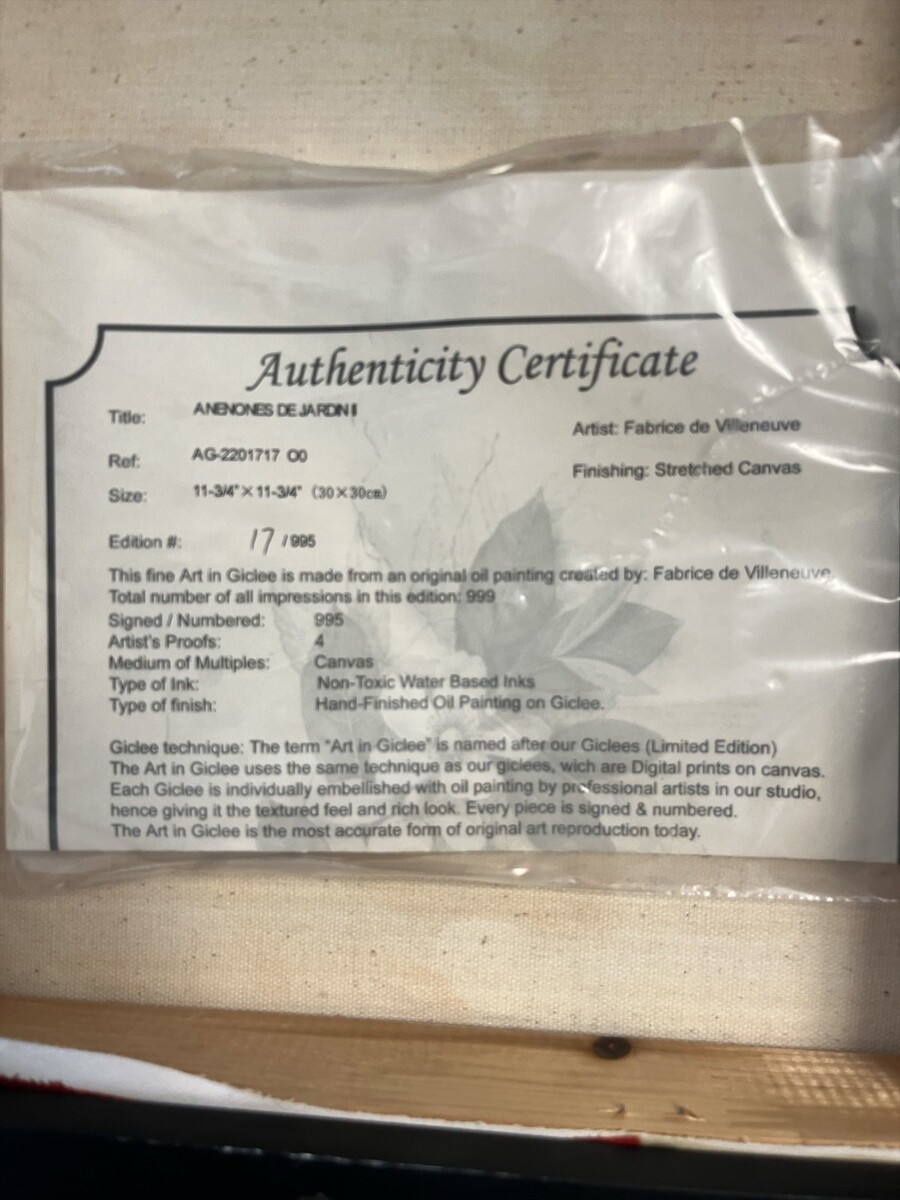 Authenticity Certificate
Title: ANENONES DE JARDIN II
Artist: Fabrice de Villeneuve
Ref: AG-2201717 O0
Finishing: Stretched Canvas
Size: 11-3/4"×11-3/4" (30×30cm)
Edition #: 17 / 995
This fine Art in Giclee is made from an original oil painting created by: Fabrice de Villeneuve.
Total number of all impressions in this edition: 999
Signed / Numbered: 995
Artist's Proofs: 4
Medium of Multiples: Canvas
Type of Ink: Non-Toxic Water Based Inks
Type of finish: Hand-Finished Oil Painting on Giclee.
Giclee technique: The term "Art in Giclee" is named after our Giclees (Limited Edition)
The Art in Giclee uses the same technique as our giclees, wich are Digital prints on canvas.
Each Giclee is individually embellished with oil painting by professional artists in our studio,
hence giving it the textured feel and rich look. Every piece is signed & numbered.
The Art in Giclee is the most accurate form of original art reproduction today.